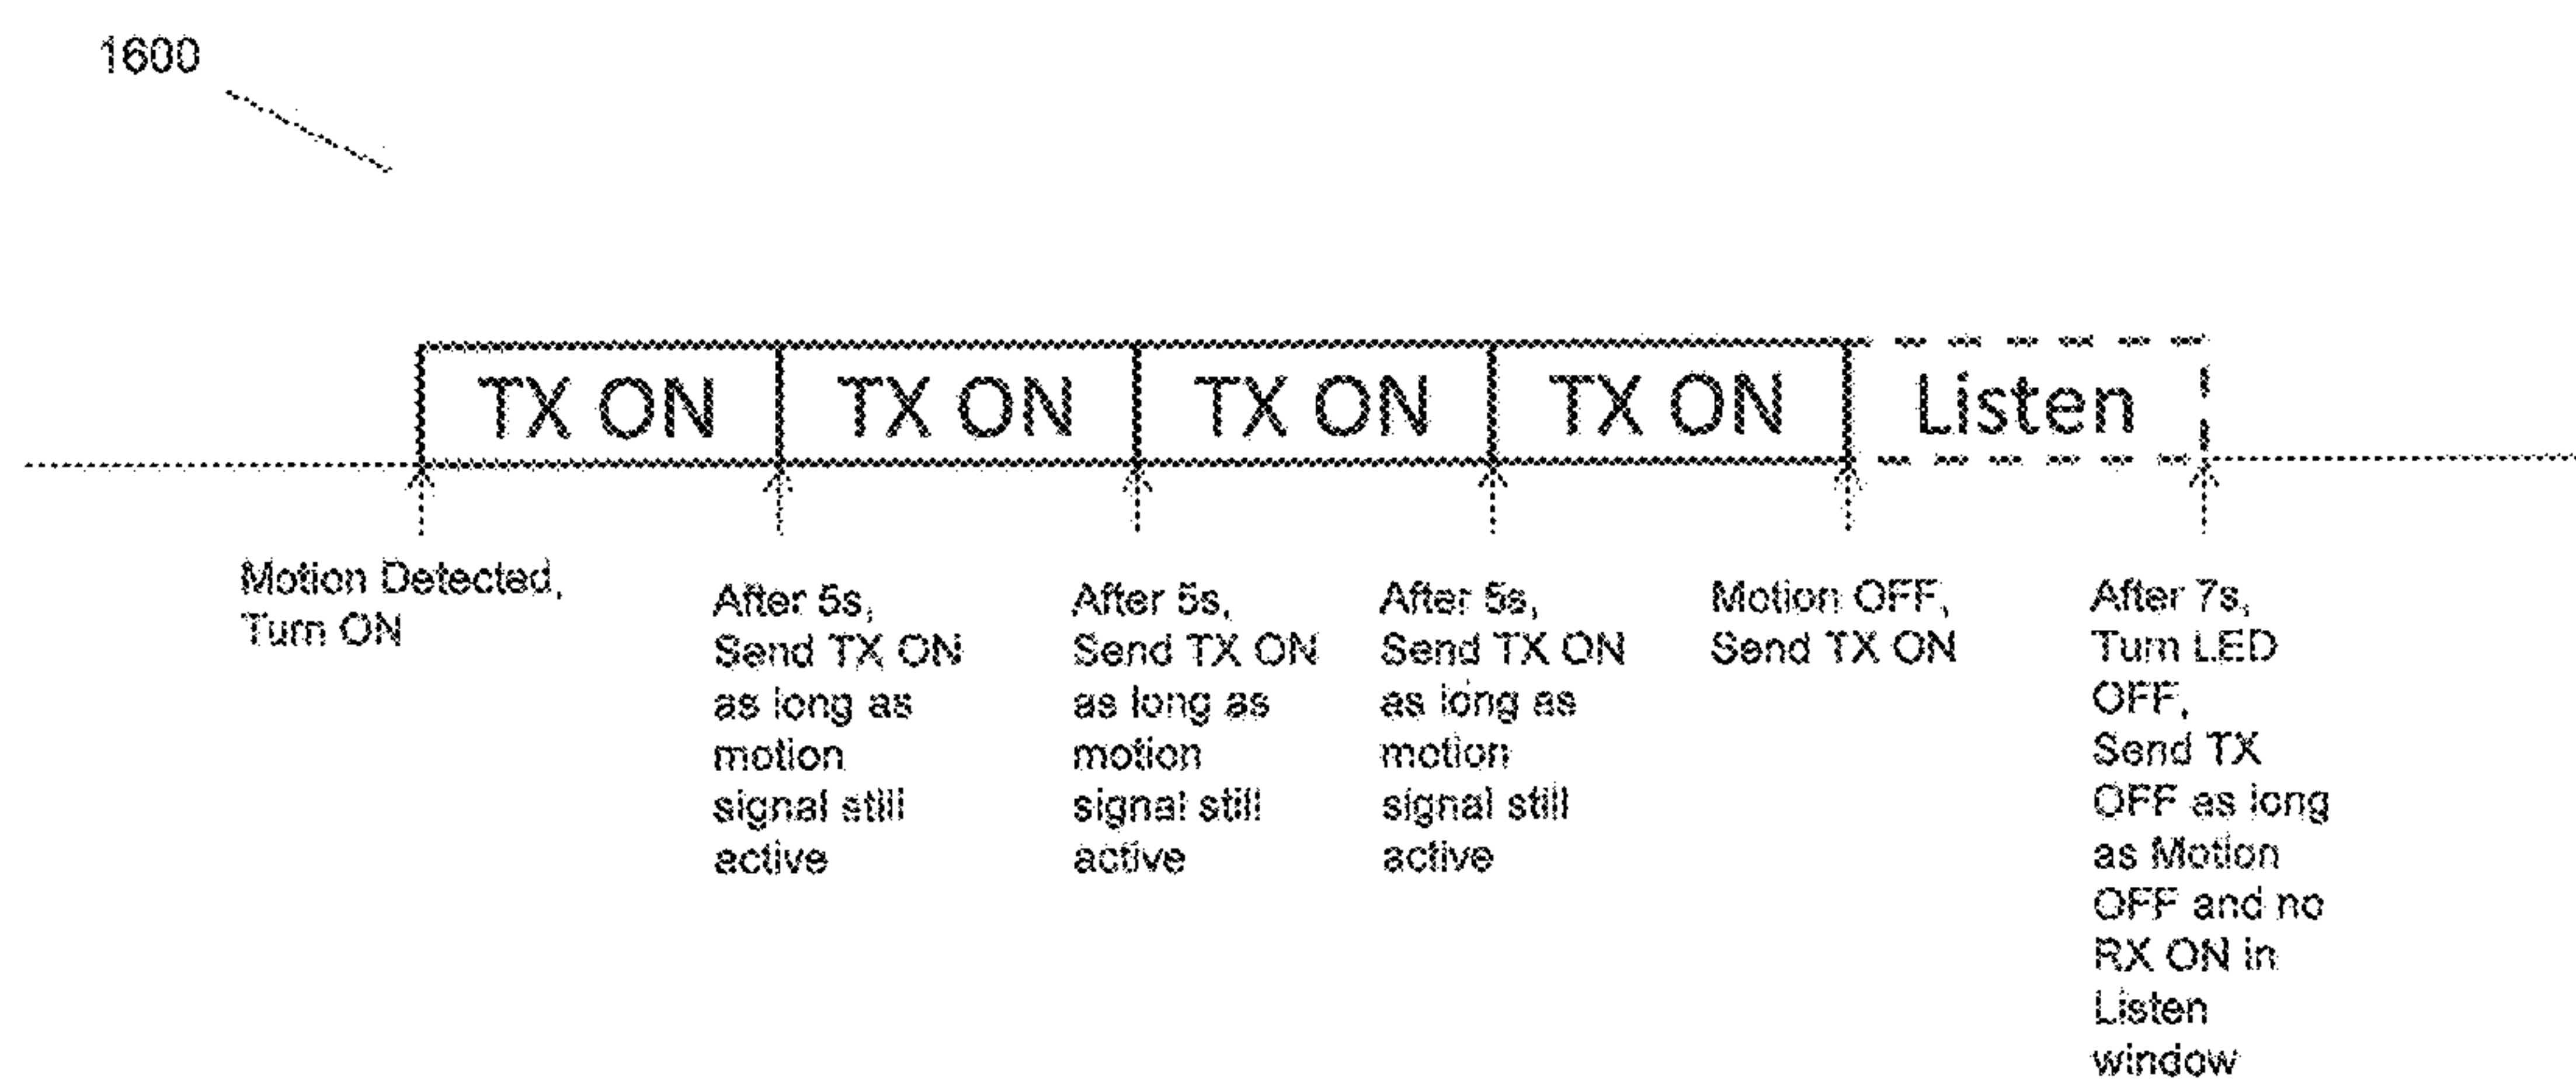 1600
TX ON
TX ON
TX ON
TX ON
Listen
Motion Detected,
Turn ON
After 5s,
Send TX ON
as long as
motion
signal still
active
After 5s,
Send TX ON
as long as
motion
signal still
active
After 5s,
Send TX ON
as long as
motion
signal still
active
Motion OFF,
Send TX ON
After 7s,
Turn LED
OFF,
Send TX
OFF as long
as Motion
OFF and no
RX ON in
Listen
window